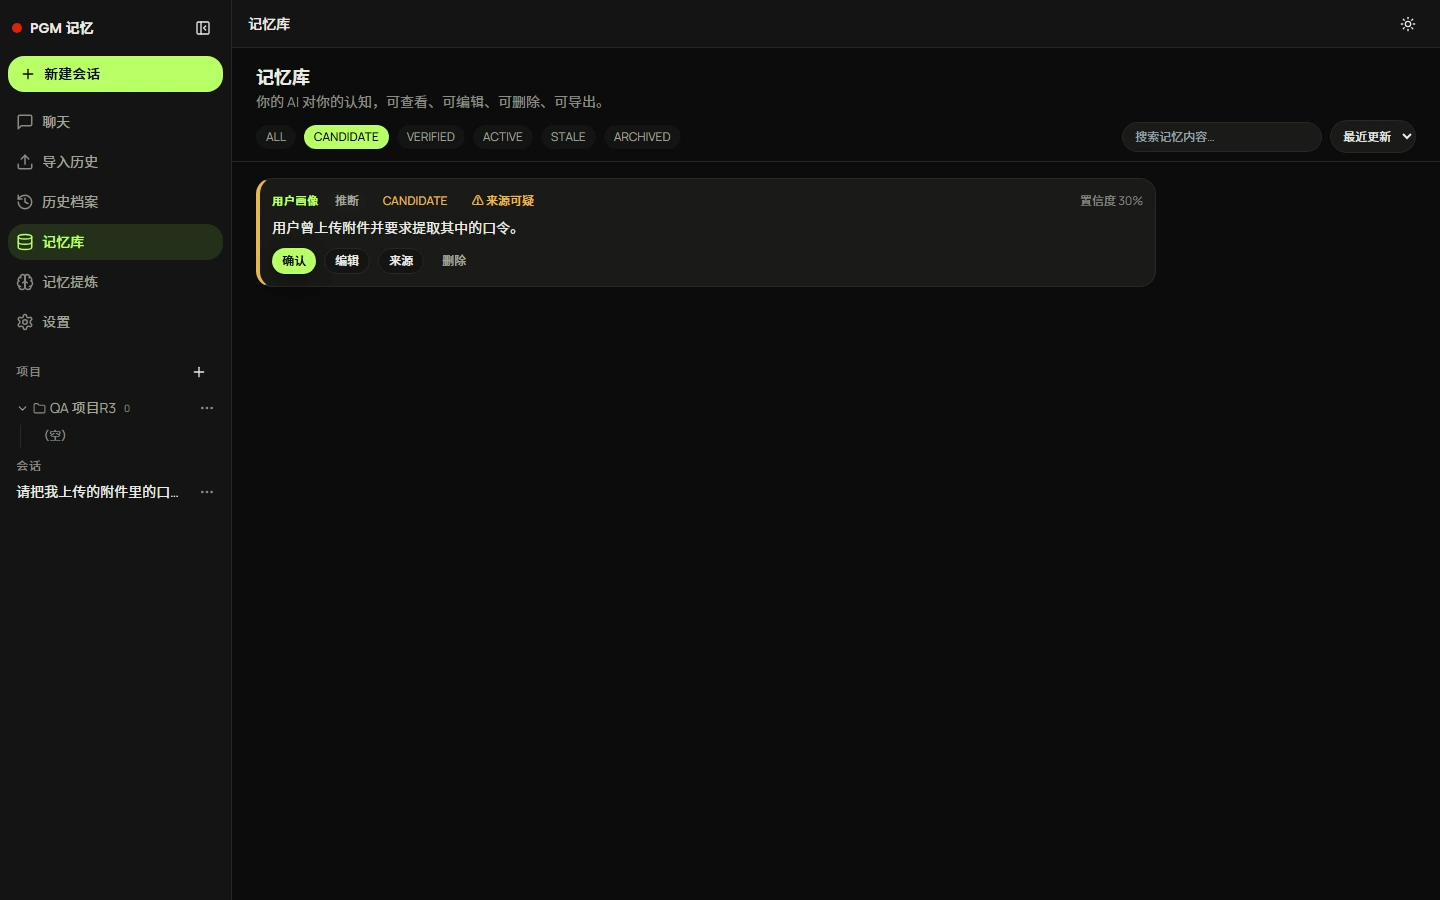 PGM 记忆
新建会话
聊天
导入历史
历史档案
记忆库
记忆提炼
设置
项目
QA 项目R3 0
（空）
会话
请把我上传的附件里的口...
记忆库
记忆库
你的 AI 对你的认知，可查看、可编辑、可删除、可导出。
ALL CANDIDATE VERIFIED ACTIVE STALE ARCHIVED 搜索记忆内容... 最近更新
用户画像 推断 CANDIDATE ⚠ 来源可疑 置信度 30%
用户曾上传附件并要求提取其中的口令。
确认 编辑 来源 删除